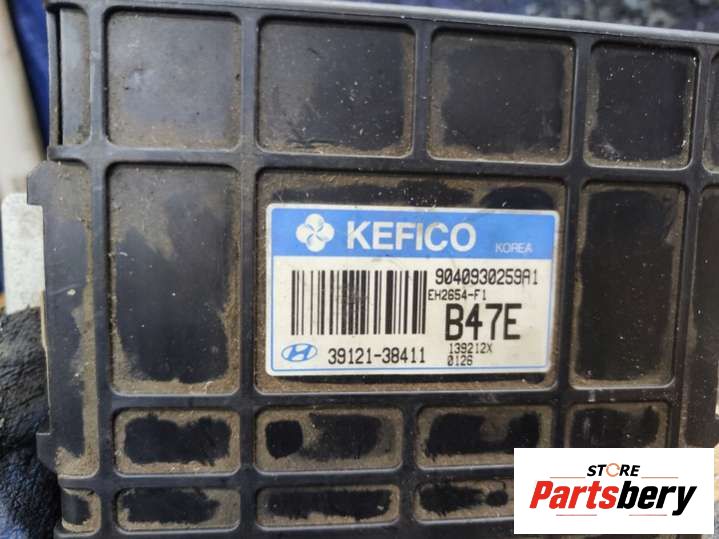 KEFICO KOREA
9040930259A1
EH2654-F1
B47E
39121-38411
139212X
0126
STORE
Partsbery